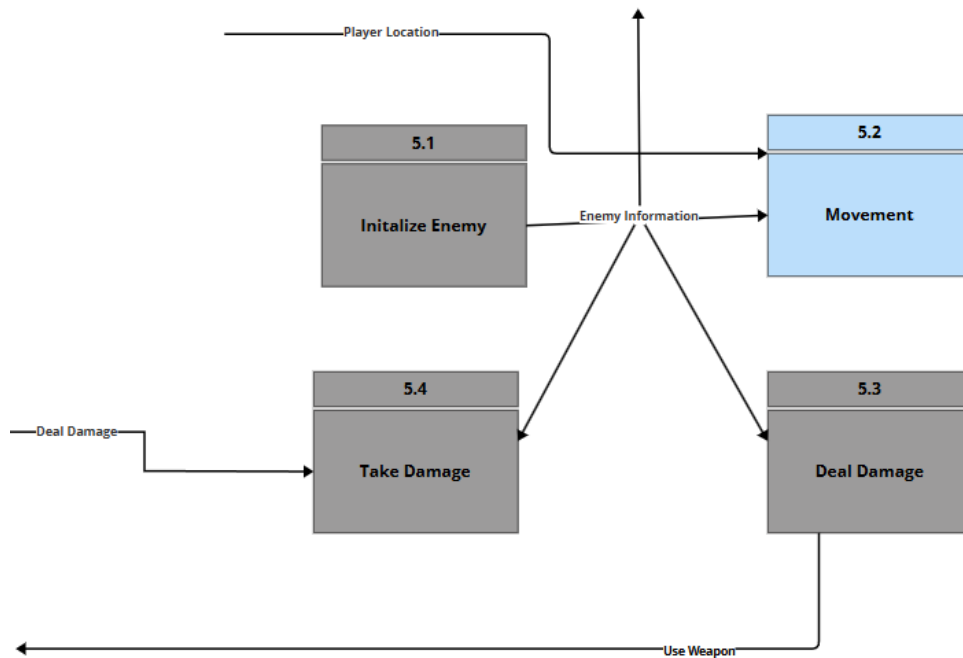 Player Location
5.1
Initalize Enemy
5.2
Movement
Enemy Information
5.4
Take Damage
5.3
Deal Damage
Deal Damage
Use Weapon